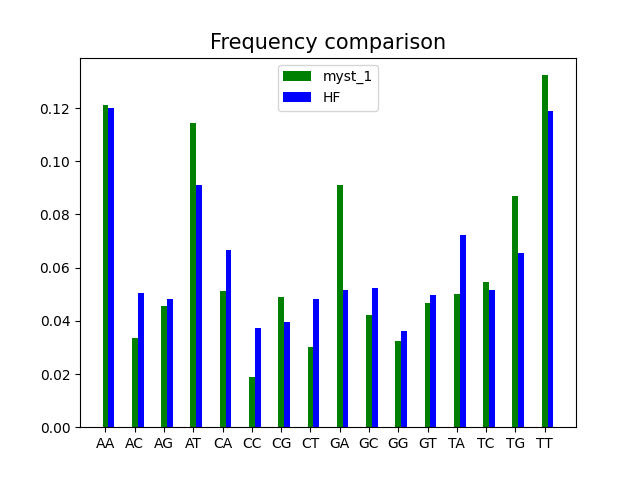 Frequency comparison
myst_1
HF
0.12
0.10
0.08
0.06
0.04
0.02
0.00
AA AC AG AT CA CC CG CT GA GC GG GT TA TC TG TT